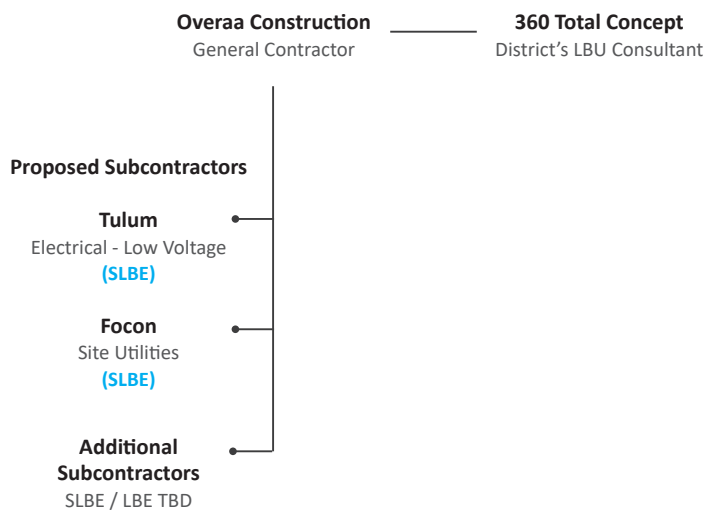 Overaa Construction
General Contractor
360 Total Concept
District’s LBU Consultant
Proposed Subcontractors
Tulum
Electrical - Low Voltage
(SLBE)
Focon
Site Utilities
(SLBE)
Additional
Subcontractors
SLBE / LBE TBD